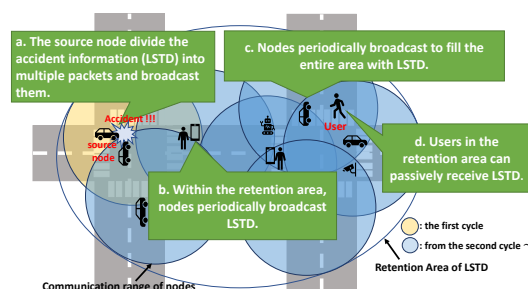 a. The source node divide the
accident information (LSTD) into
multiple packets and broadcast
them.
c. Nodes periodically broadcast to fill the
entire area with LSTD.
Accident !!!
source
node
User
b. Within the retention area,
nodes periodically broadcast
LSTD.
d. Users in the
retention area can
passively receive LSTD.
: the first cycle
: from the second cycle ~
Retention Area of LSTD
Communication range of nodes